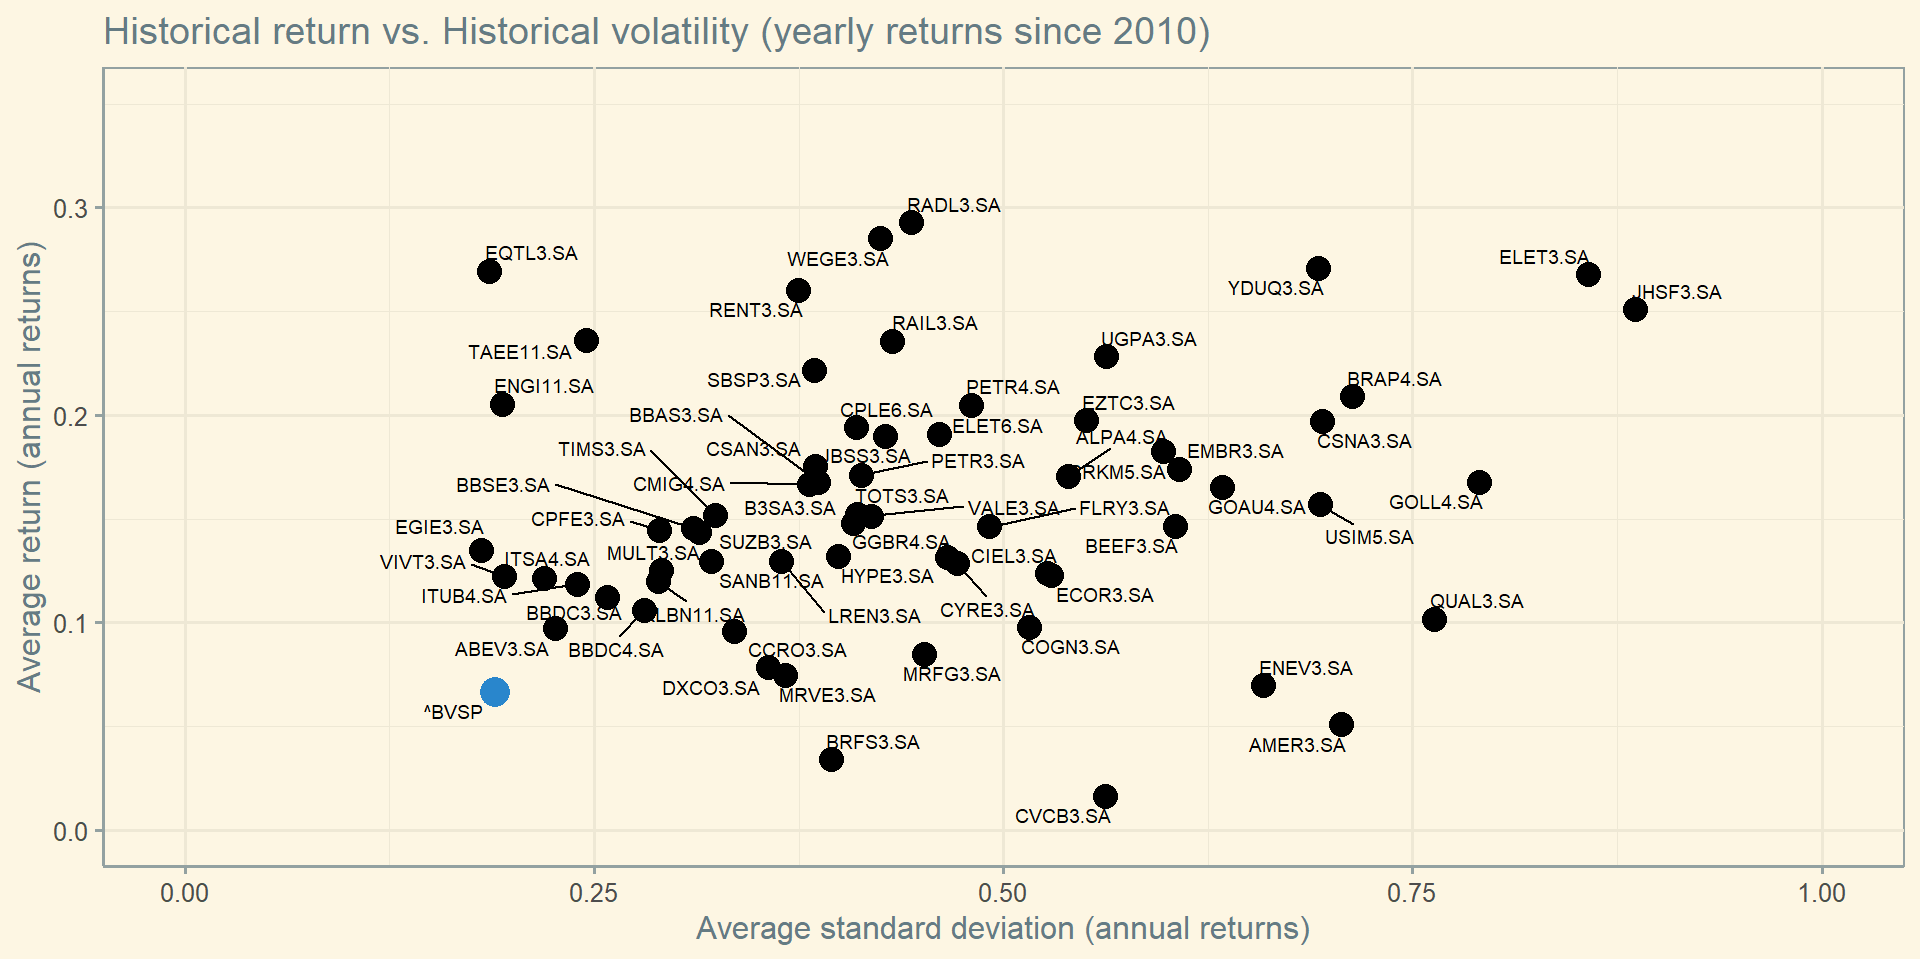 Historical return vs. Historical volatility (yearly returns since 2010)
Average return (annual returns)
0.3
0.2
0.1
0.0
RADL3.SA
EQTL3.SA
WEGE3.SA
ELET3.SA
YDUQ3.SA
JHSF3.SA
RENT3.SA
RAIL3.SA
UGPA3.SA
TAEE11.SA
SBSP3.SA
BRAP4.SA
ENGI11.SA
PETR4.SA
EZTC3.SA
BBAS3.SA
CPLE6.SA
ELET6.SA
ALPA4.SA
CSNA3.SA
TIMS3.SA
CSAN3.SA
JBSS3.SA
EMBR3.SA
PETR3.SA
BBSE3.SA
CMIG4.SA
TOTS3.SA
GOLL4.SA
B3SA3.SA
VALE3.SA
FLRY3.SA
GOAU4.SA
CPFE3.SA
EGIE3.SA
USIM5.SA
SUZB3.SA
GGBR4.SA
BEEF3.SA
MULT3.SA
CIEL3.SA
VIVT3.SA
ITSA4.SA
HYPE3.SA
SANB11.SA
ITUB4.SA
ECOR3.SA
QUAL3.SA
BBDC3.SA
LREN3.SA
CYRE3.SA
ABEV3.SA
BBDC4.SA
CCRO3.SA
COGN3.SA
ENEV3.SA
MRFG3.SA
DXCO3.SA
MRVE3.SA
^BVSP
BRFS3.SA
AMER3.SA
CVCB3.SA
0.00
0.25
0.50
0.75
1.00
Average standard deviation (annual returns)